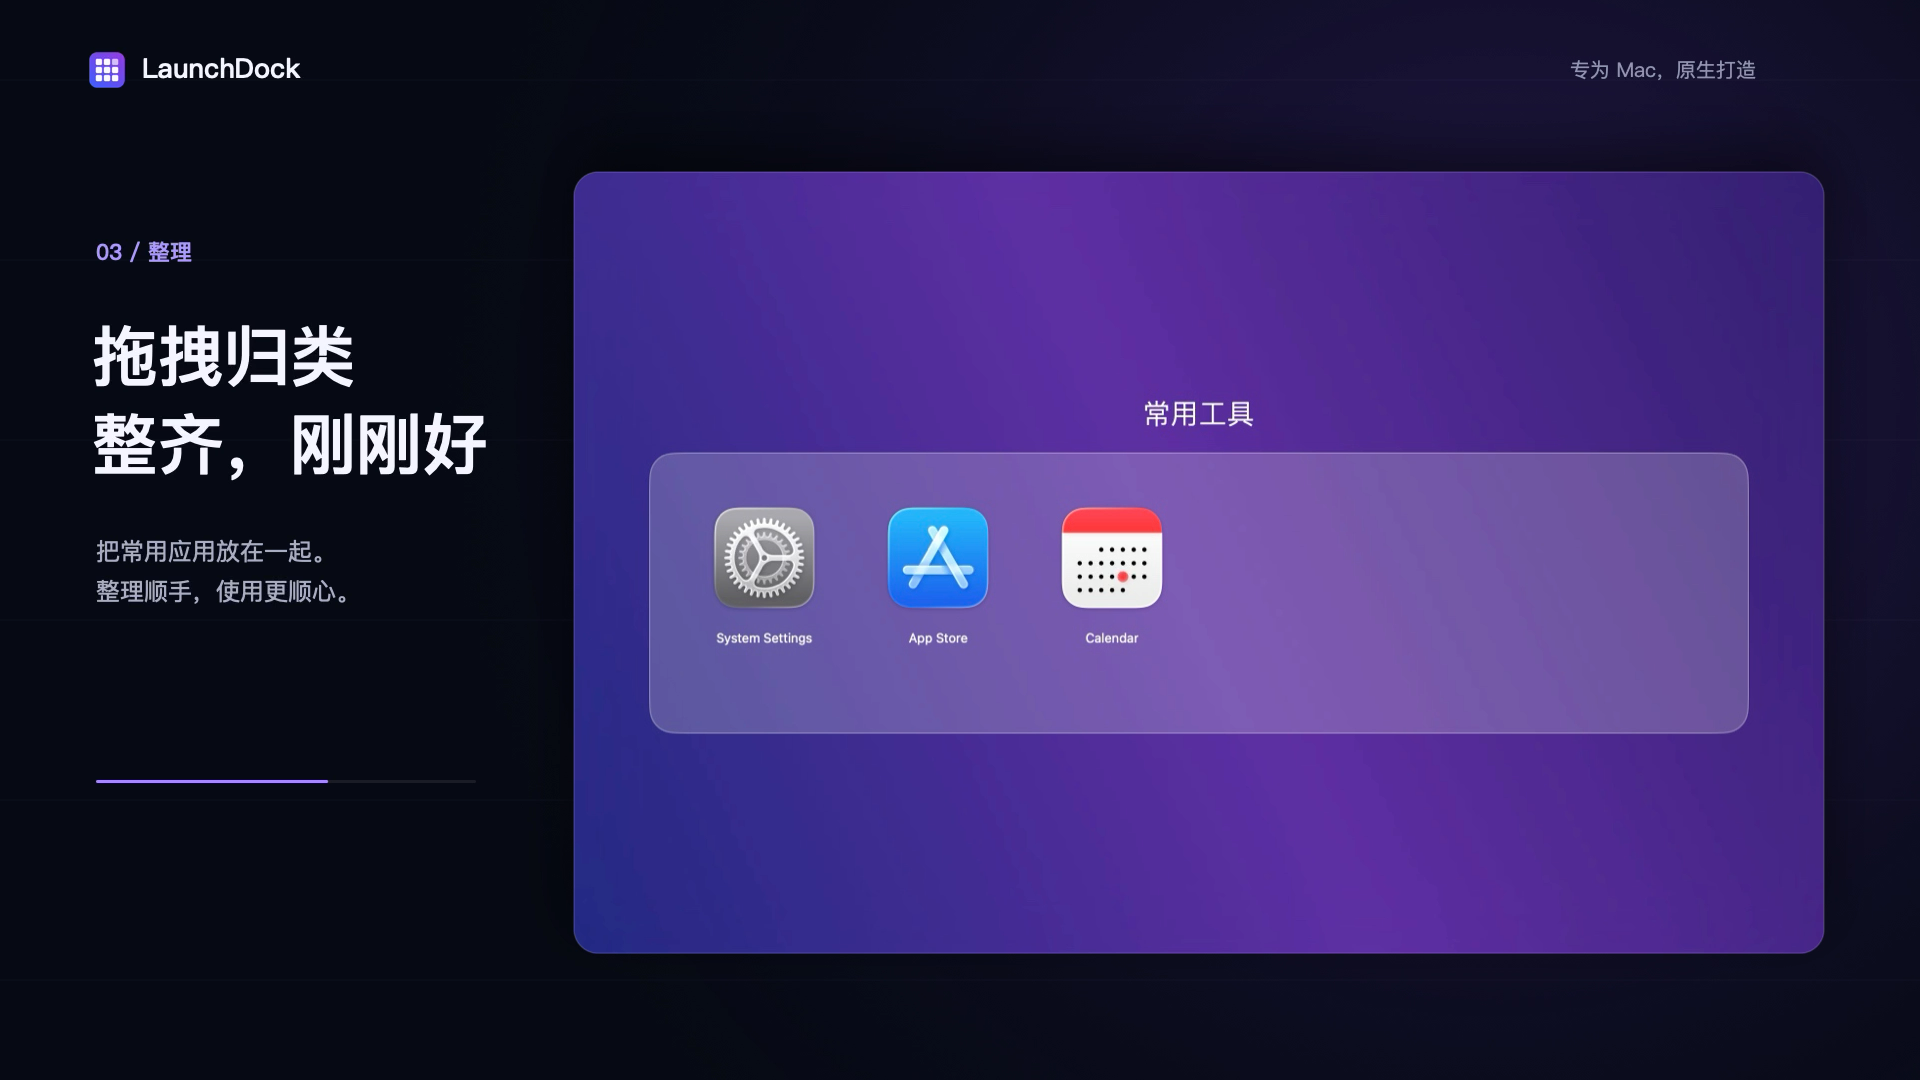 LaunchDock
专为 Mac，原生打造
03 / 整理
拖拽归类
整齐，刚刚好
把常用应用放在一起。
整理顺手，使用更顺心。
常用工具
System Settings
App Store
Calendar